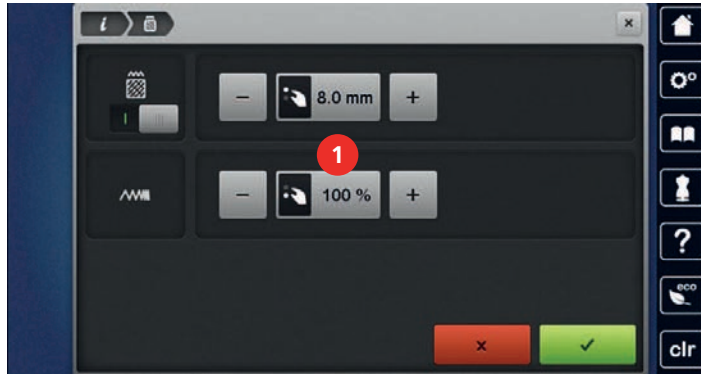 i
− 8.0 mm +
1
− 100 % +
?
eco
clr